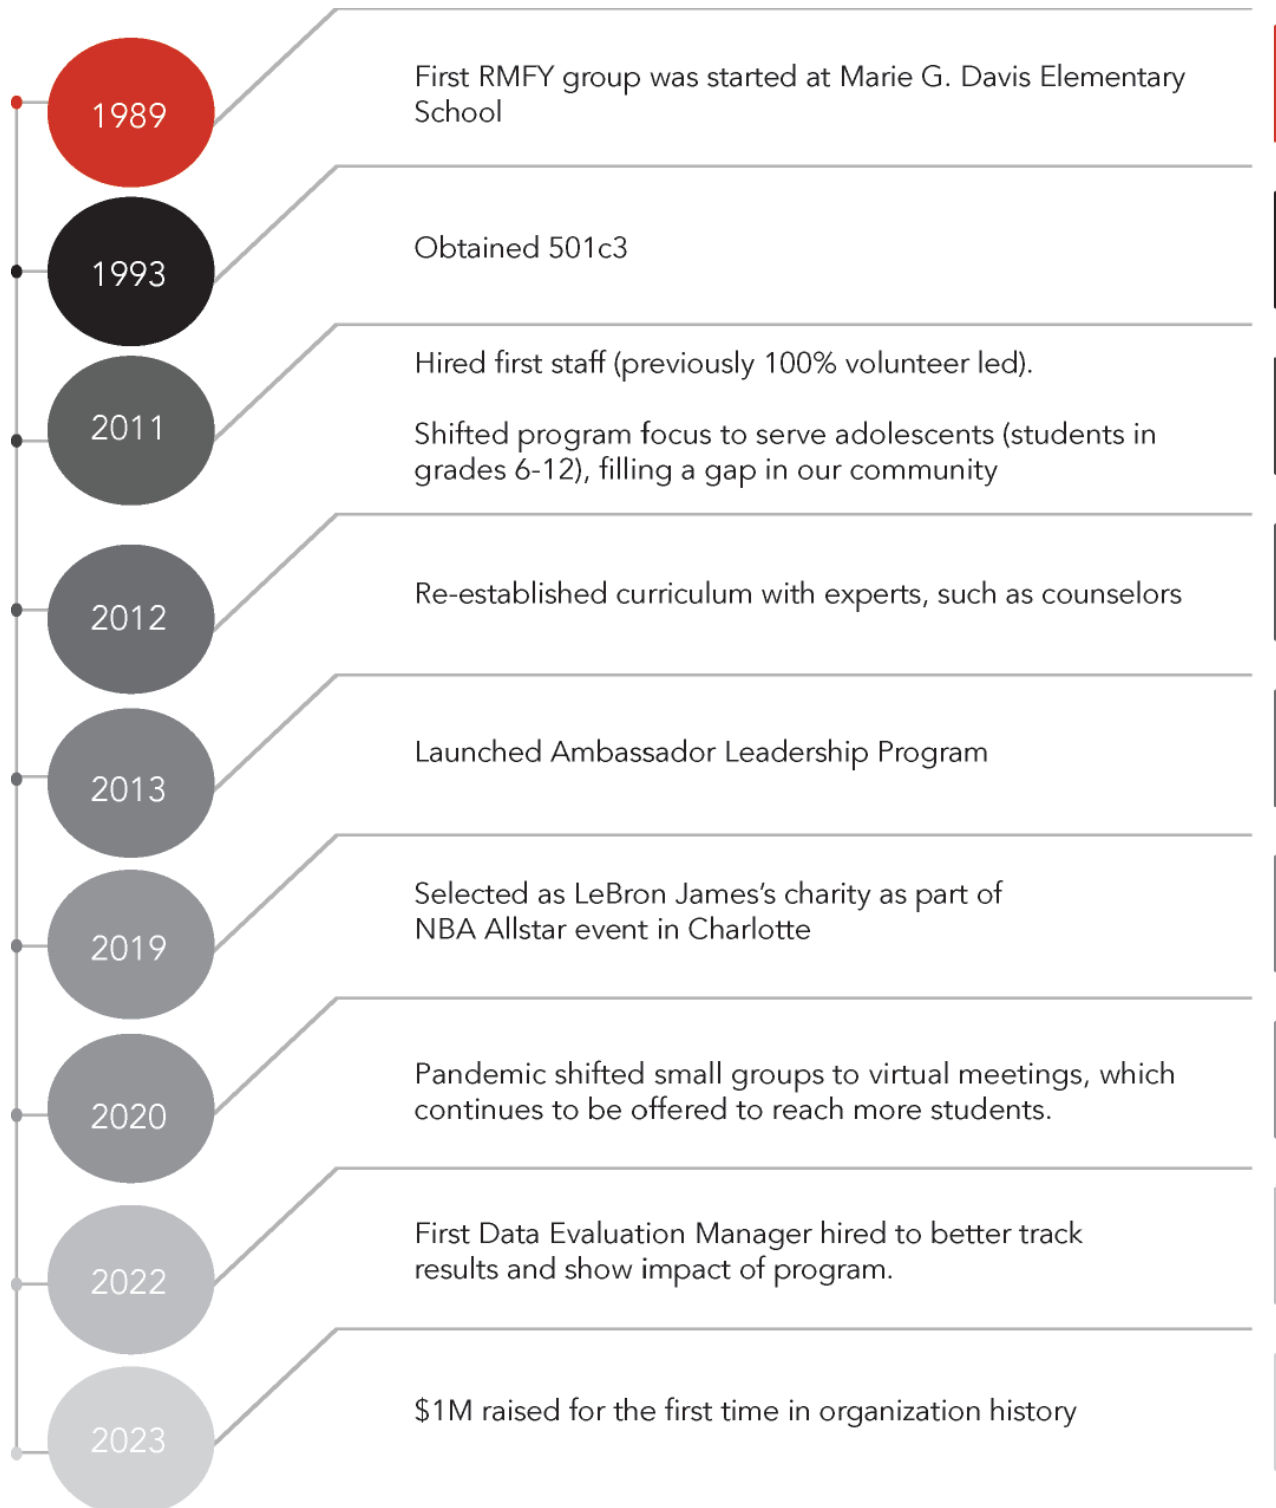 1989
First RMFY group was started at Marie G. Davis Elementary
School
1993
Obtained 501c3
2011
Hired first staff (previously 100% volunteer led).
Shifted program focus to serve adolescents (students in
grades 6-12), filling a gap in our community
2012
Re-established curriculum with experts, such as counselors
2013
Launched Ambassador Leadership Program
2019
Selected as LeBron James's charity as part of
NBA Allstar event in Charlotte
2020
Pandemic shifted small groups to virtual meetings, which
continues to be offered to reach more students.
2022
First Data Evaluation Manager hired to better track
results and show impact of program.
2023
$1M raised for the first time in organization history